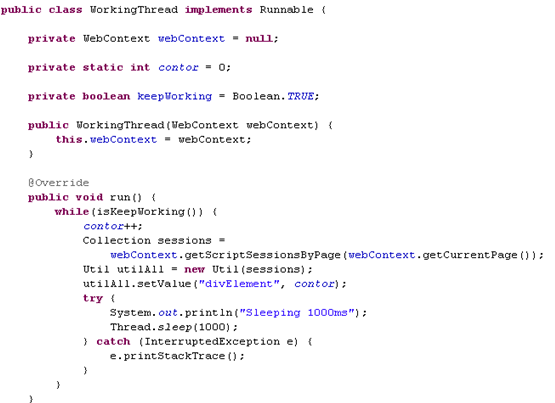 public class WorkingThread implements Runnable {
private WebContext webContext = null;
private static int contor = 0;
private boolean keepWorking = Boolean.TRUE;
public WorkingThread(WebContext webContext) {
this.webContext = webContext;
}
@Override
public void run() {
while(isKeepWorking()) {
contor++;
Collection sessions =
webContext.getScriptSessionsByPage(webContext.getCurrentPage());
Util utilAll = new Util(sessions);
utilAll.setValue("divElement", contor);
try {
System.out.println("Sleeping 1000ms");
Thread.sleep(1000);
} catch (InterruptedException e) {
e.printStackTrace();
}
}
}